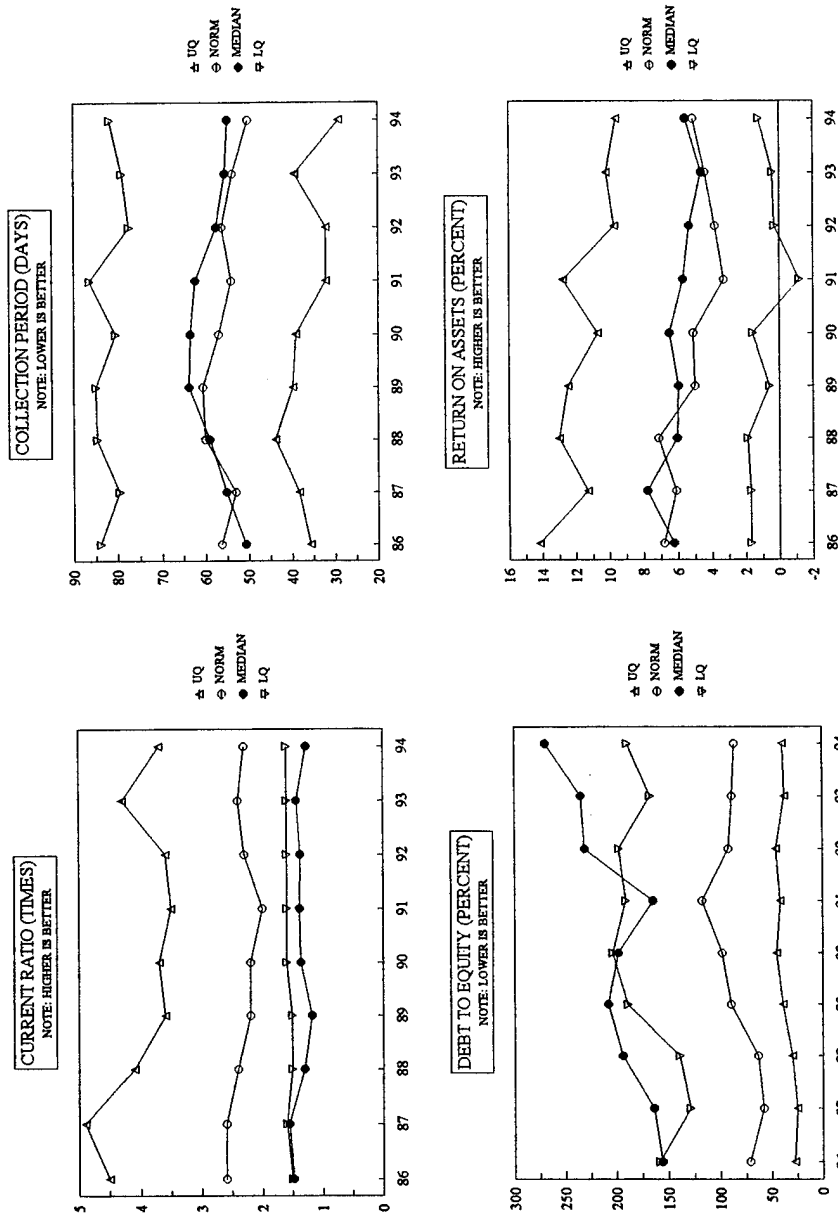 CURRENT RATIO (TIMES)
NOTE: HIGHER IS BETTER
5
4
3
2
1
0
86 87 88 89 90 91 92 93 94
UQ
NORM
MEDIAN
LQ
COLLECTION PERIOD (DAYS)
NOTE: LOWER IS BETTER
90
80
70
60
50
40
30
20
86 87 88 89 90 91 92 93 94
UQ
NORM
MEDIAN
LQ
DEBT TO EQUITY (PERCENT)
NOTE: LOWER IS BETTER
300
250
200
150
100
50
0
UQ
NORM
MEDIAN
LQ
RETURN ON ASSETS (PERCENT)
NOTE: HIGHER IS BETTER
16
14
12
10
8
6
4
2
0
-2
86 87 88 89 90 91 92 93 94
UQ
NORM
MEDIAN
LQ